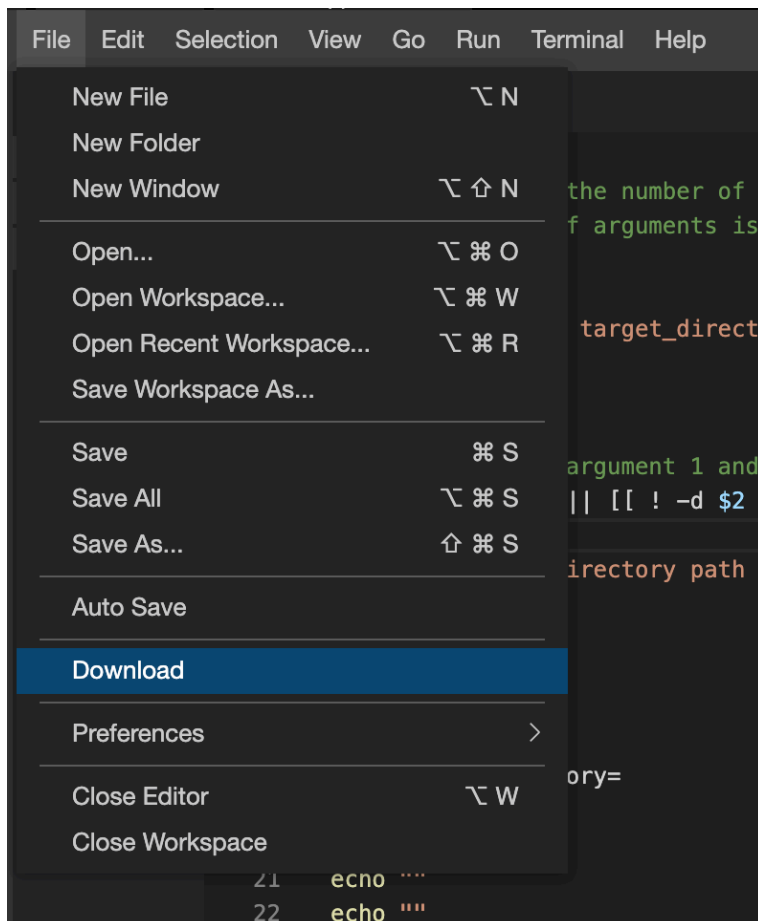 File Edit Selection View Go Run Terminal Help
New File ⌥ N
New Folder
New Window ⌥ ⇧ N
the number of
f arguments is
Open... ⌥ ⌘ O
Open Workspace... ⌥ ⌘ W
Open Recent Workspace... ⌥ ⌘ R
target_direct
Save Workspace As...
Save ⌘ S
argument 1 and
Save All ⌥ ⌘ S
|| [[ ! -d $2
Save As... ⇧ ⌘ S
irectory path
Auto Save
Download
Preferences
ory=
Close Editor ⌥ W
Close Workspace
21 echo ""
22 echo ""